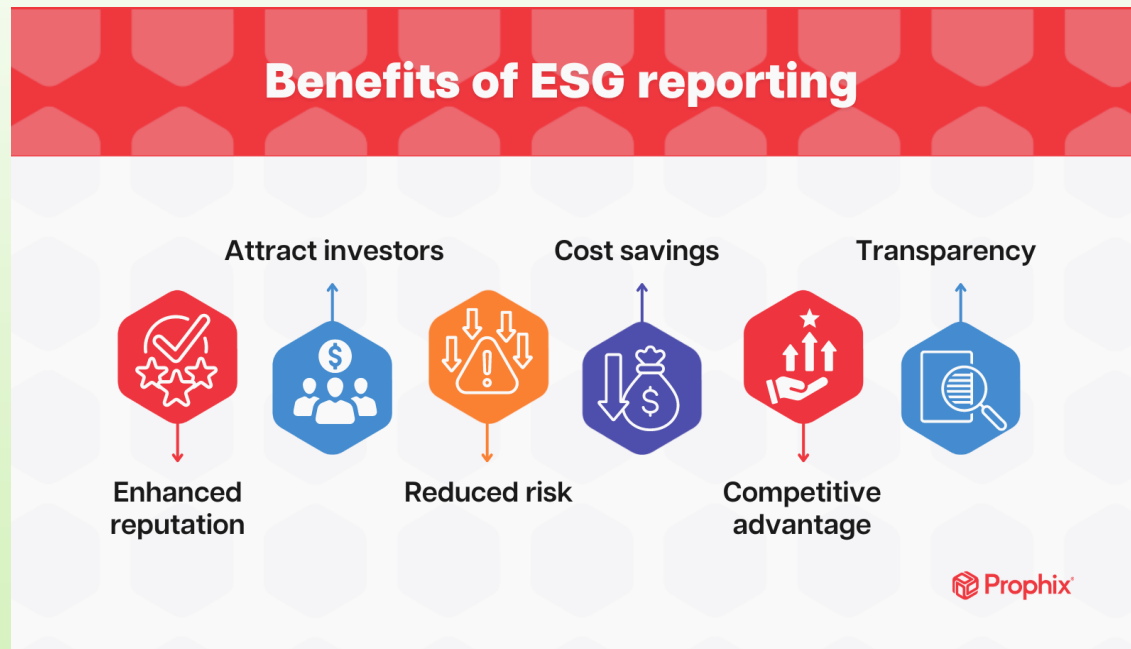 Benefits of ESG reporting
Attract investors
Cost savings
Transparency
$
$
Enhanced
reputation
Reduced risk
Competitive
advantage
Prophix